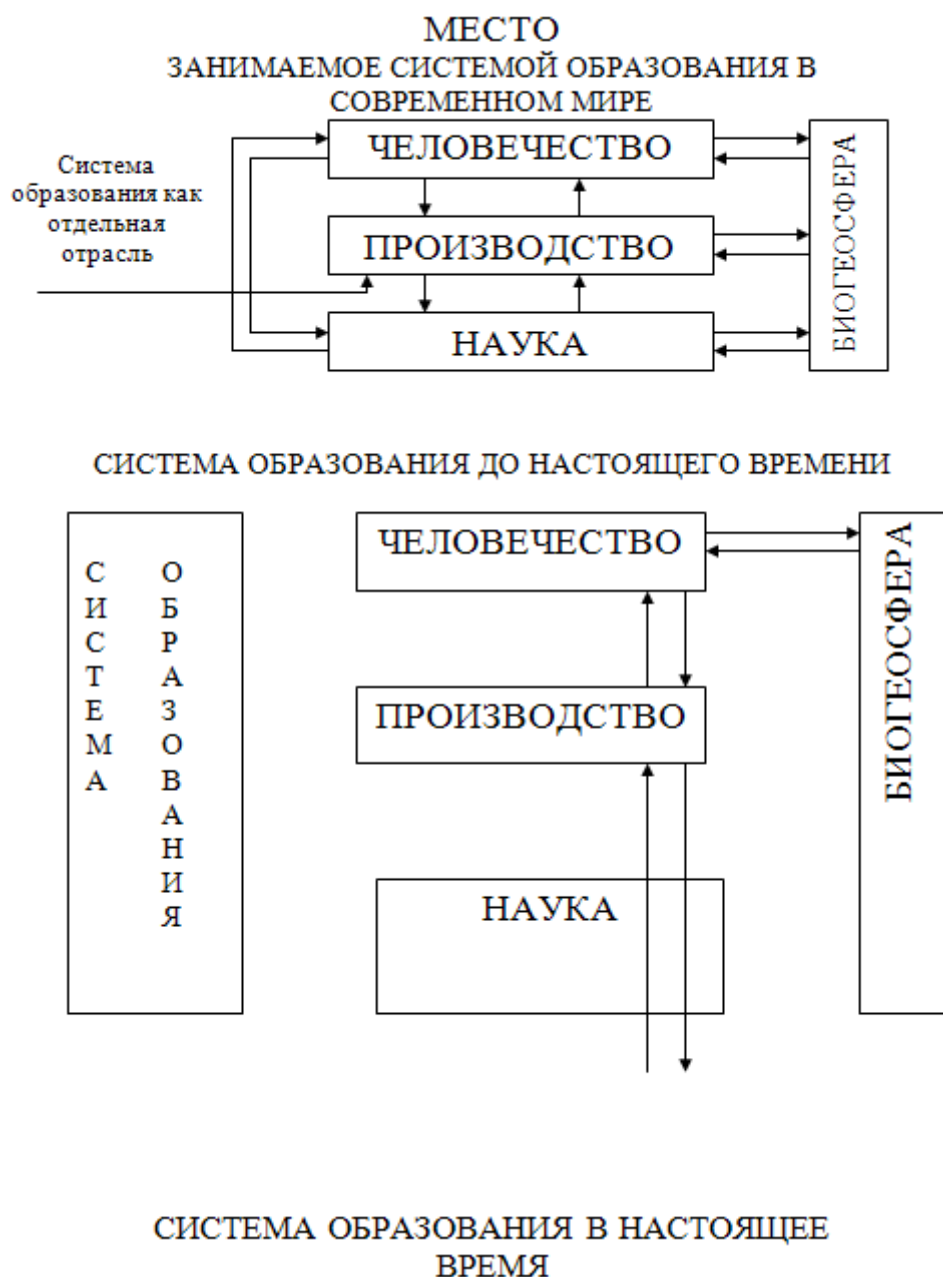 МЕСТО
ЗАНИМАЕМОЕ СИСТЕМОЙ ОБРАЗОВАНИЯ В
СОВРЕМЕННОМ МИРЕ
Система
образования как
отдельная
отрасль
ЧЕЛОВЕЧЕСТВО
ПРОИЗВОДСТВО
НАУКА
БИОГЕОСФЕРА
СИСТЕМА ОБРАЗОВАНИЯ ДО НАСТОЯЩЕГО ВРЕМЕНИ
СИСТЕМА
ОБРАЗОВАНИЯ
ЧЕЛОВЕЧЕСТВО
ПРОИЗВОДСТВО
НАУКА
БИОГЕОСФЕРА
СИСТЕМА ОБРАЗОВАНИЯ В НАСТОЯЩЕЕ
ВРЕМЯ